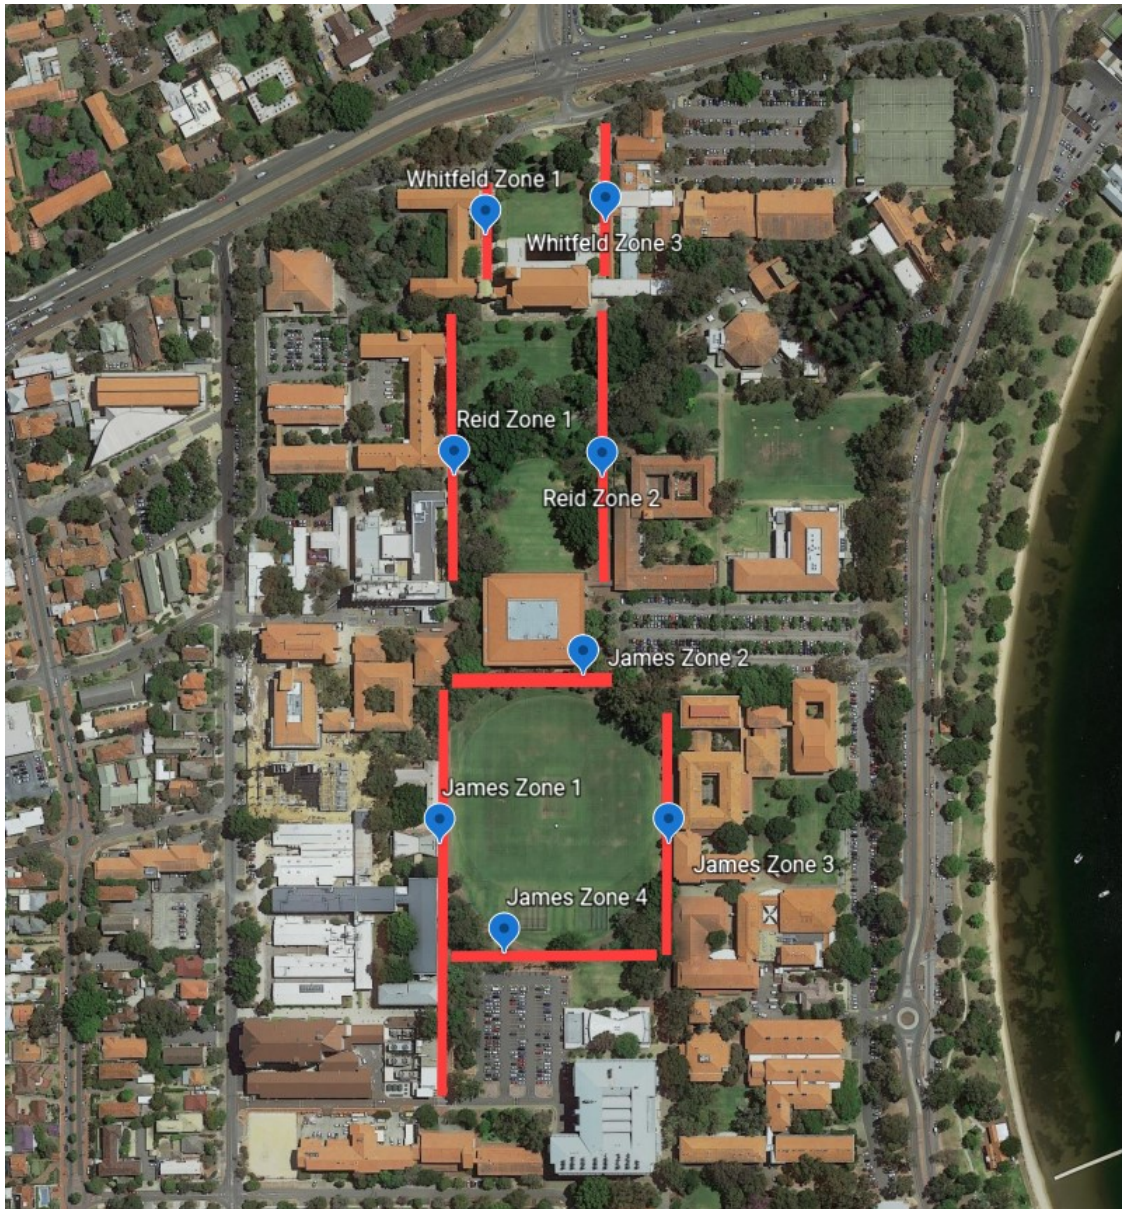 Whitfeld Zone 1
Whitfeld Zone 3
Reid Zone 1
Reid Zone 2
James Zone 2
James Zone 1
James Zone 3
James Zone 4